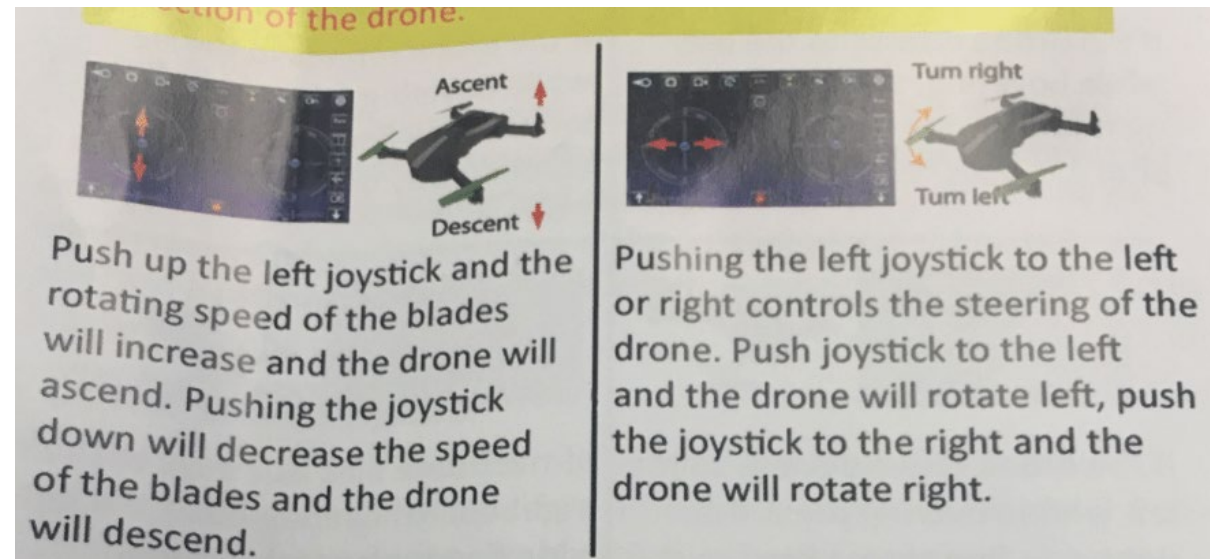 of the drone.
Ascent
Descent
Push up the left joystick and the
rotating speed of the blades
will increase and the drone will
ascend. Pushing the joystick
down will decrease the speed
of the blades and the drone
will descend.
Turn right
Turn left
Pushing the left joystick to the left
or right controls the steering of the
drone. Push joystick to the left
and the drone will rotate left, push
the joystick to the right and the
drone will rotate right.